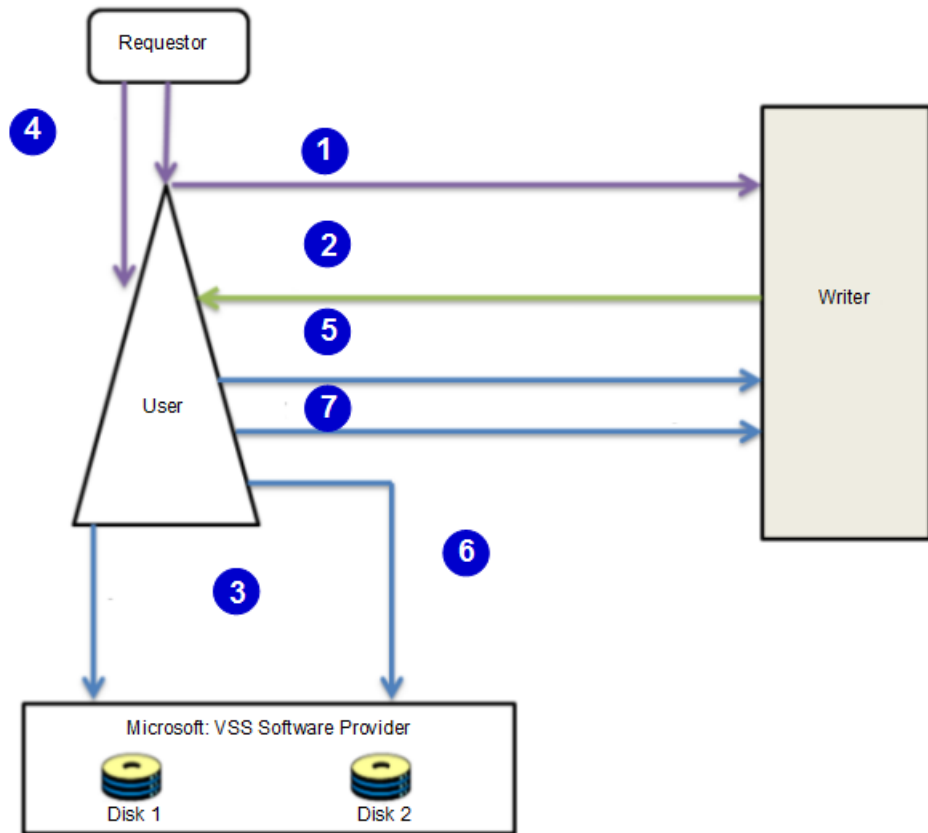 Requestor
4
1
2
Writer
5
User
7
6
3
Microsoft: VSS Software Provider
Disk 1
Disk 2